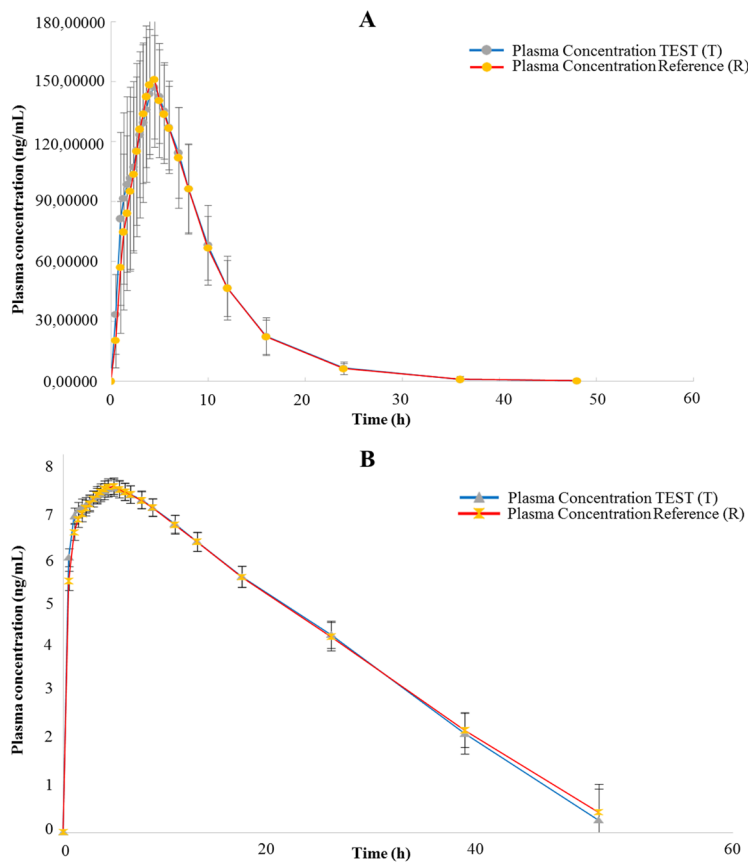 A
180,00000
150,00000
120,00000
90,00000
60,00000
30,00000
0,00000
Plasma concentration (ng/mL)
Plasma Concentration TEST (T)
Plasma Concentration Reference (R)
0
10
20
30
40
50
60
Time (h)
B
8
7
6
5
4
3
2
1
0
Plasma concentration (ng/mL)
Plasma Concentration TEST (T)
Plasma Concentration Reference (R)
0
20
40
60
Time (h)